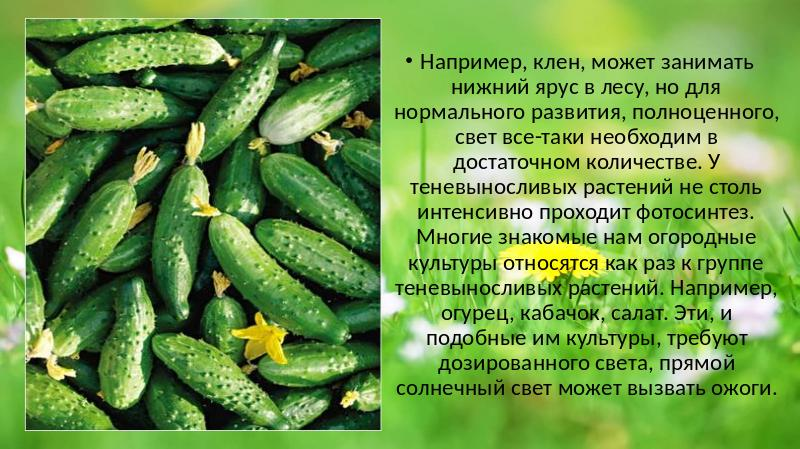 • Например, клен, может занимать
нижний ярус в лесу, но для
нормального развития, полноценного,
свет все-таки необходим в
достаточном количестве. У
теневыносливых растений не столь
интенсивно проходит фотосинтез.
Многие знакомые нам огородные
культуры относятся как раз к группе
теневыносливых растений. Например,
огурец, кабачок, салат. Эти, и
подобные им культуры, требуют
дозированного света, прямой
солнечный свет может вызвать ожоги.